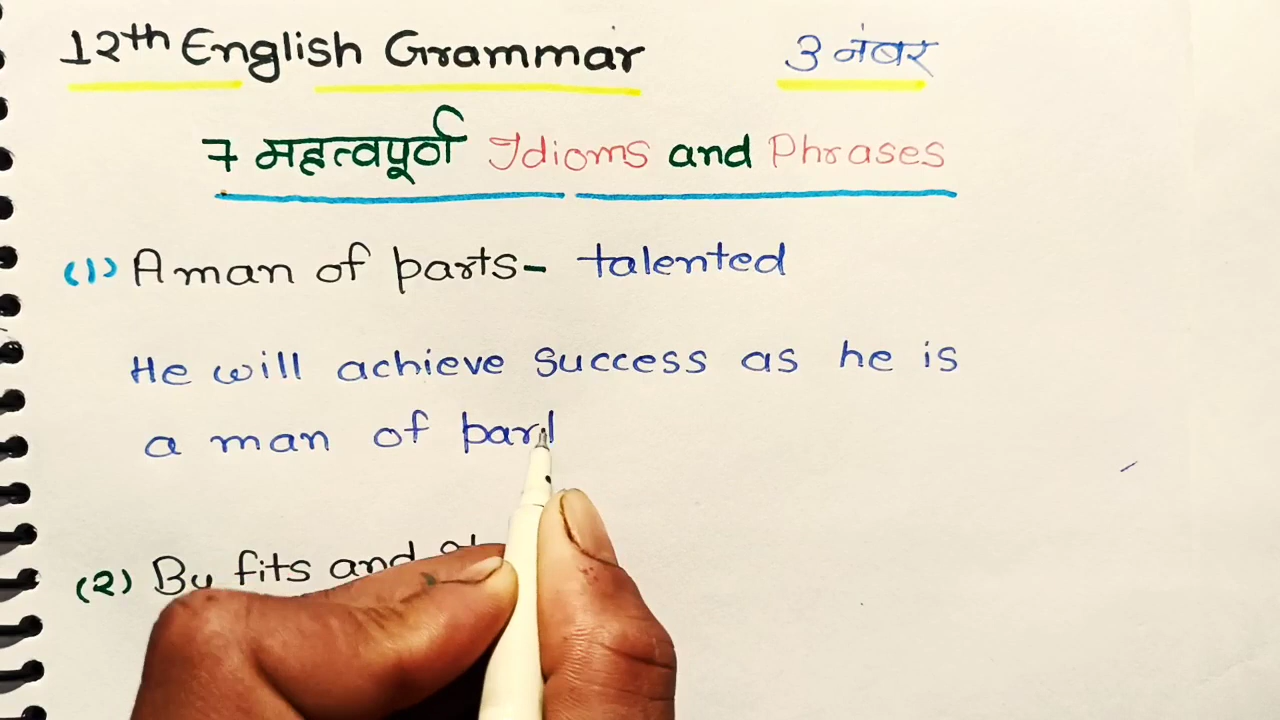 12th English Grammar 3 नंबर
7 महत्वपूर्ण Idioms and Phrases
(1) A man of parts- talented
He will achieve success as he is
a man of part
(2) By fits and